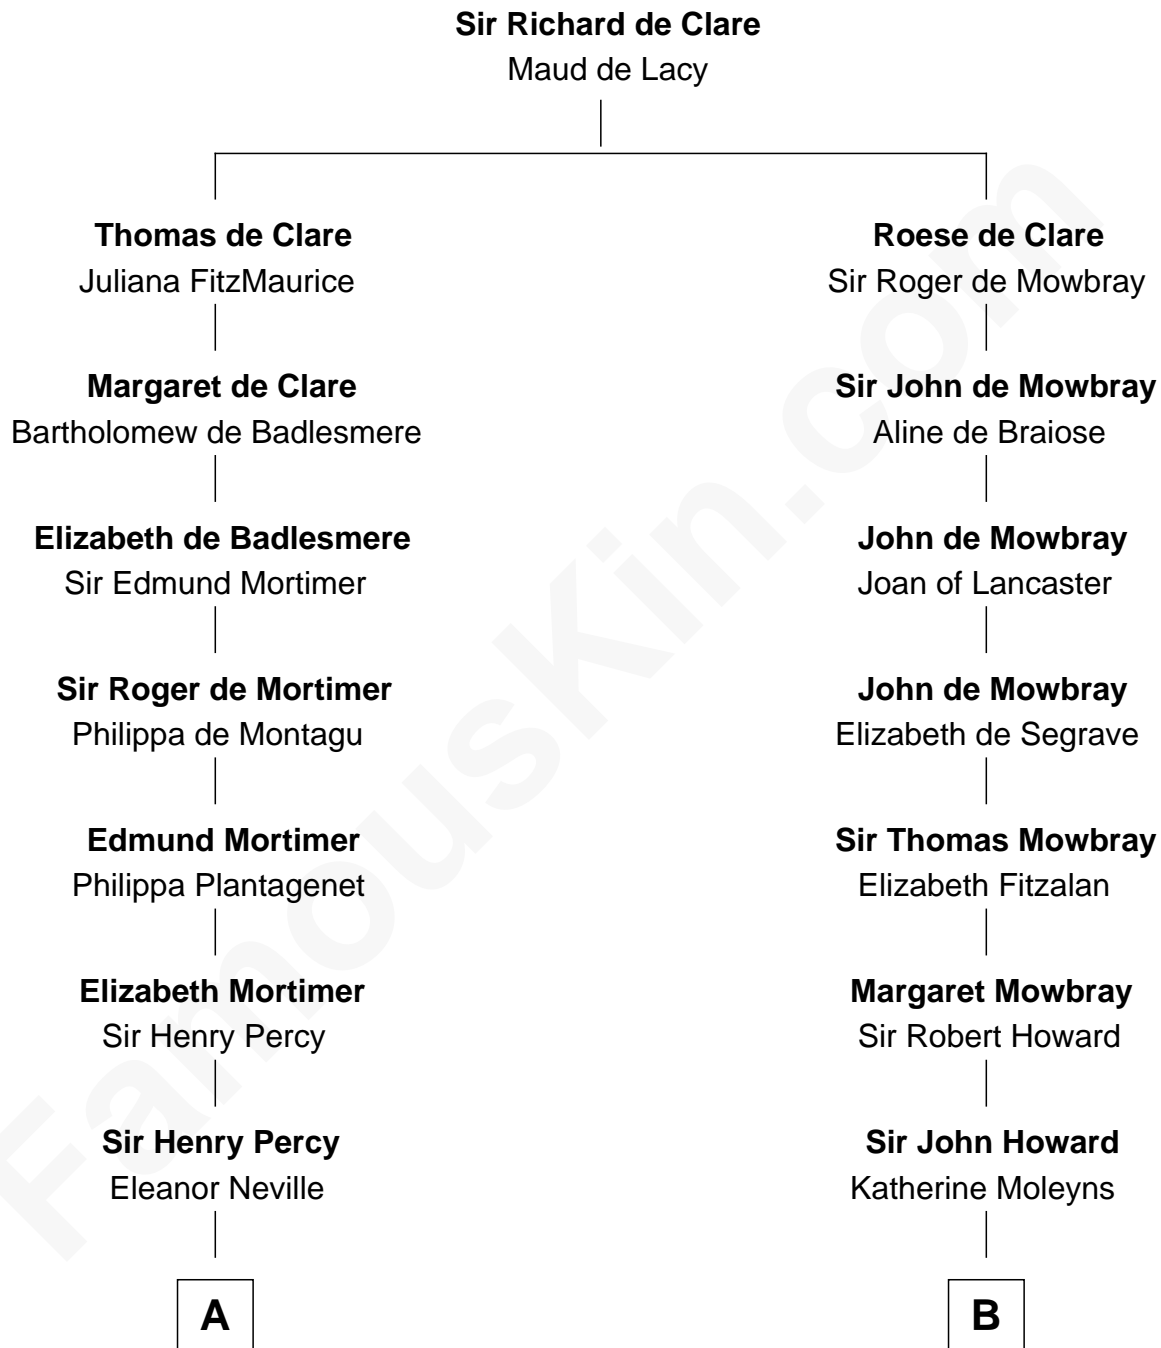 Sir Richard de Clare
Maud de Lacy
Thomas de Clare
Juliana FitzMaurice
Roese de Clare
Sir Roger de Mowbray
Margaret de Clare
Bartholomew de Badlesmere
Sir John de Mowbray
Aline de Braiose
Elizabeth de Badlesmere
Sir Edmund Mortimer
John de Mowbray
Joan of Lancaster
Sir Roger de Mortimer
Philippa de Montagu
John de Mowbray
Elizabeth de Segrave
Edmund Mortimer
Philippa Plantagenet
Sir Thomas Mowbray
Elizabeth Fitzalan
Elizabeth Mortimer
Sir Henry Percy
Margaret Mowbray
Sir Robert Howard
Sir Henry Percy
Eleanor Neville
Sir John Howard
Katherine Moleyns
A
B
FamousKin.com